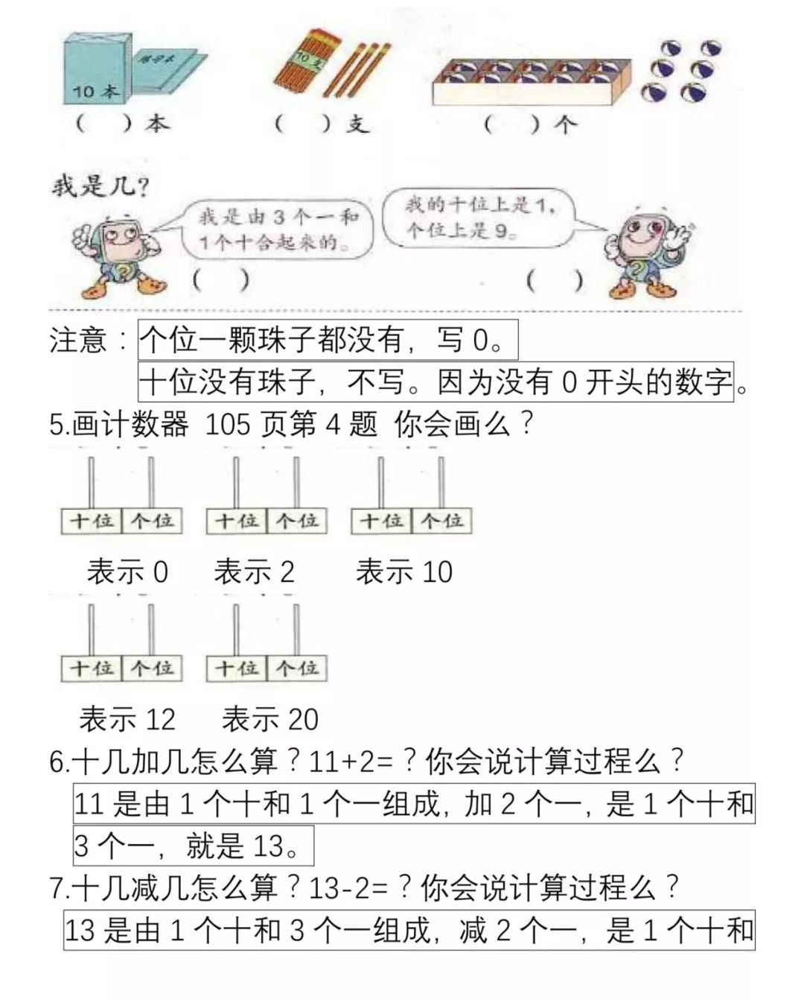 10 本
练习本
10 支
( )本 ( )支 ( )个
我是几?
我是由3个一和
1个十合起来的。
我的十位上是1,
个位上是9。
( ) ( )
注意：个位一颗珠子都没有，写 0。
十位没有珠子，不写。因为没有 0 开头的数字。
5.画计数器 105 页第 4 题 你会画么？
十位 个位 十位 个位 十位 个位
表示 0 表示 2 表示 10
十位 个位 十位 个位
表示 12 表示 20
6.十几加几怎么算？11+2=？你会说计算过程么？
11 是由 1 个十和 1 个一组成，加 2 个一，是 1 个十和
3 个一，就是 13。
7.十几减几怎么算？13-2=？你会说计算过程么？
13 是由 1 个十和 3 个一组成，减 2 个一，是 1 个十和